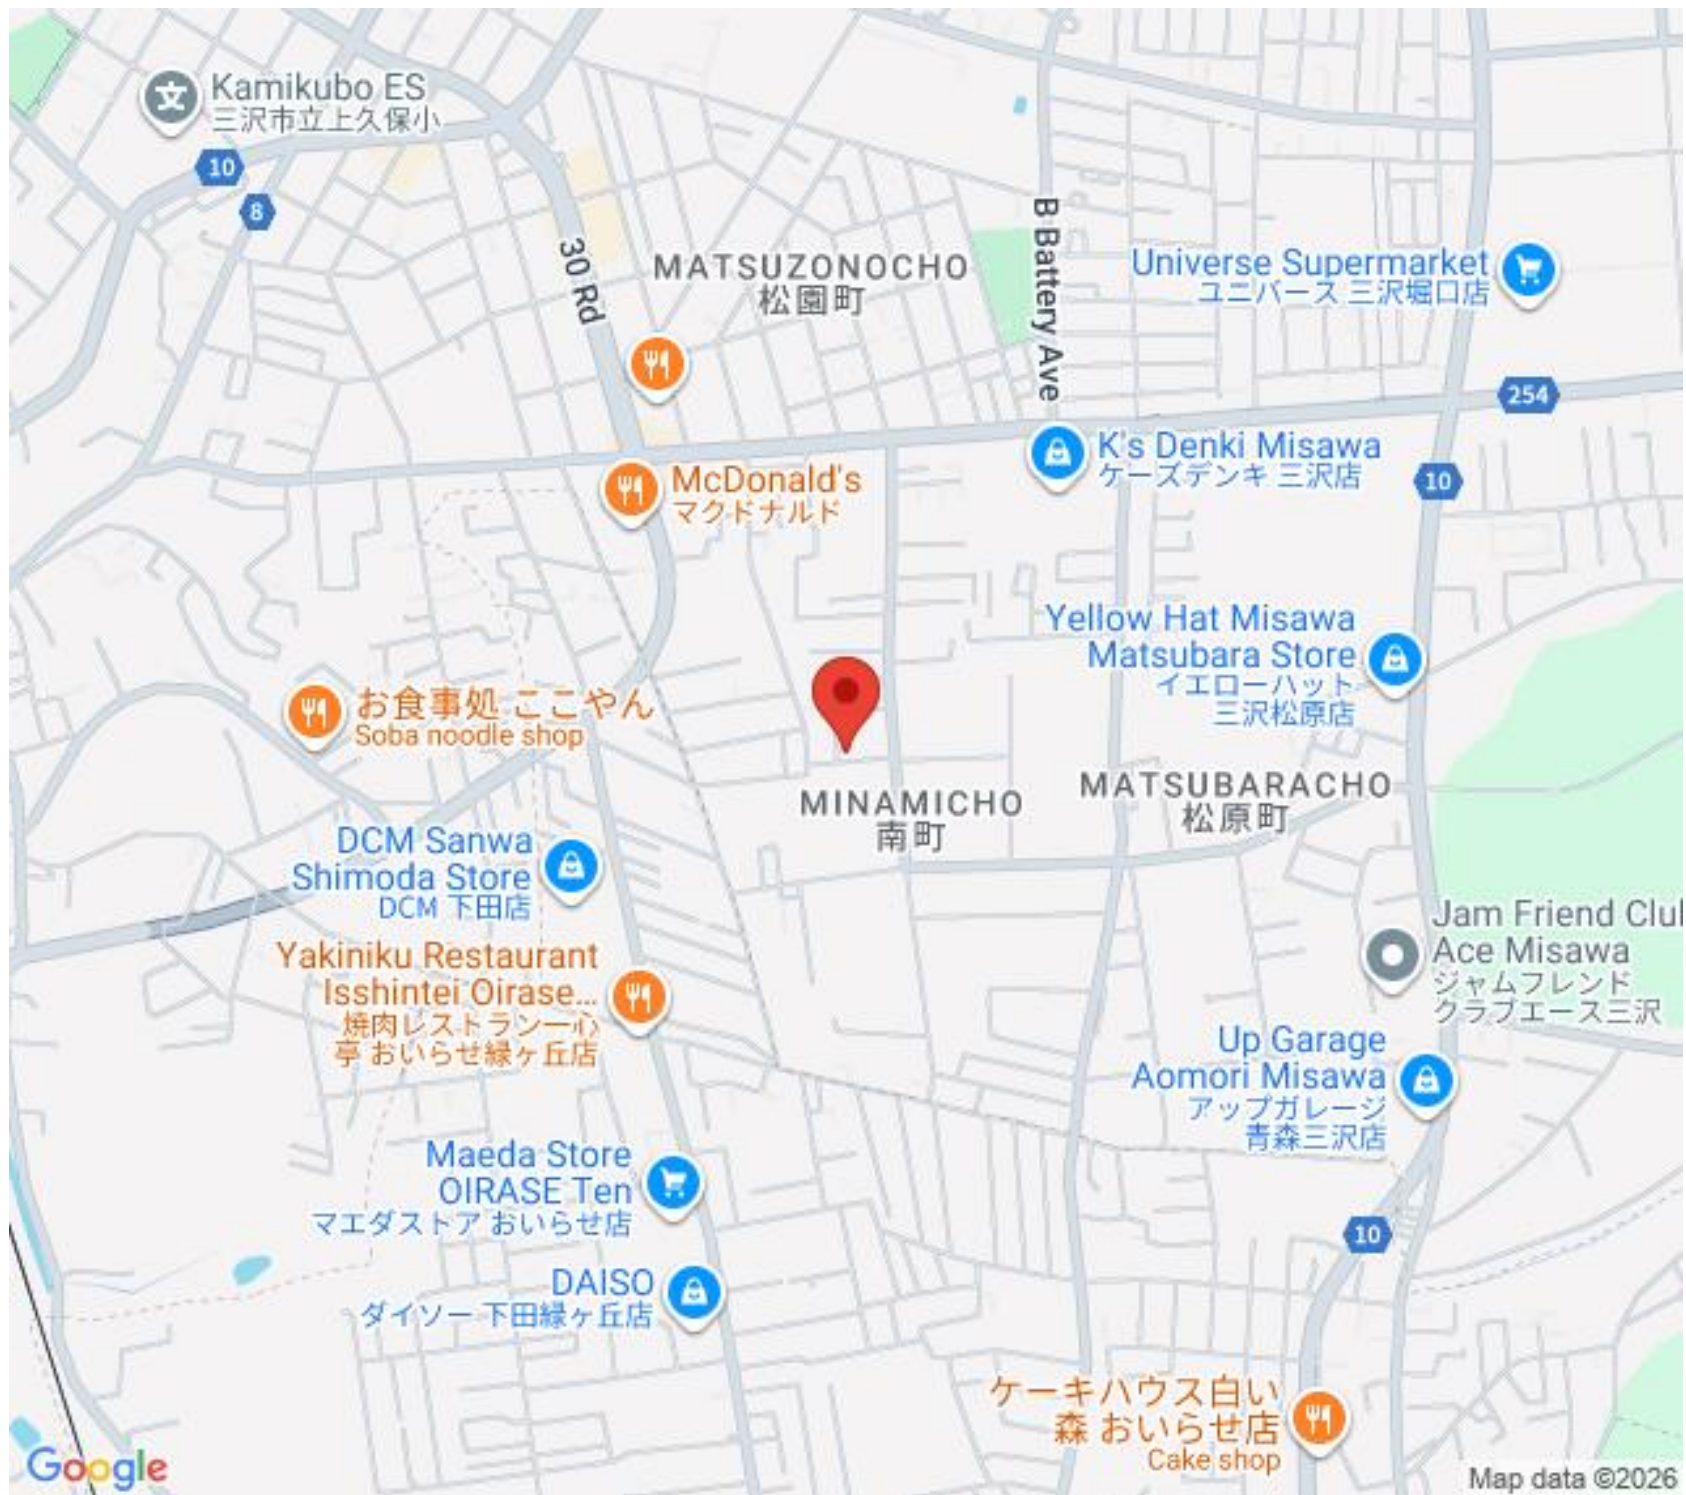 Kamikubo ES
三沢市立上久保小
10
8
30 Rd
MATSUZONOCHO
松園町
B Battery Ave
Universe Supermarket
ユニバース 三沢堀口店
254
K's Denki Misawa
ケーズデンキ 三沢店
10
McDonald's
マクドナルド
Yellow Hat Misawa
Matsubara Store
イエローハット
三沢松原店
お食事処 ここやん
Soba noodle shop
MINAMICHO
南町
MATSUBARACHO
松原町
DCM Sanwa
Shimoda Store
DCM 下田店
Jam Friend Clu
Ace Misawa
ジャムフレンド
クラブエース三沢
Yakiniku Restaurant
Isshintei Oirase...
焼肉レストラン一心
亭 おいらせ緑ヶ丘店
Up Garage
Aomori Misawa
アップガレージ
青森三沢店
Maeda Store
OIRASE Ten
マエダストア おいらせ店
10
DAISO
ダイソー 下田緑ヶ丘店
ケーキハウス白い
森 おいらせ店
Cake shop
Google
Map data ©2026